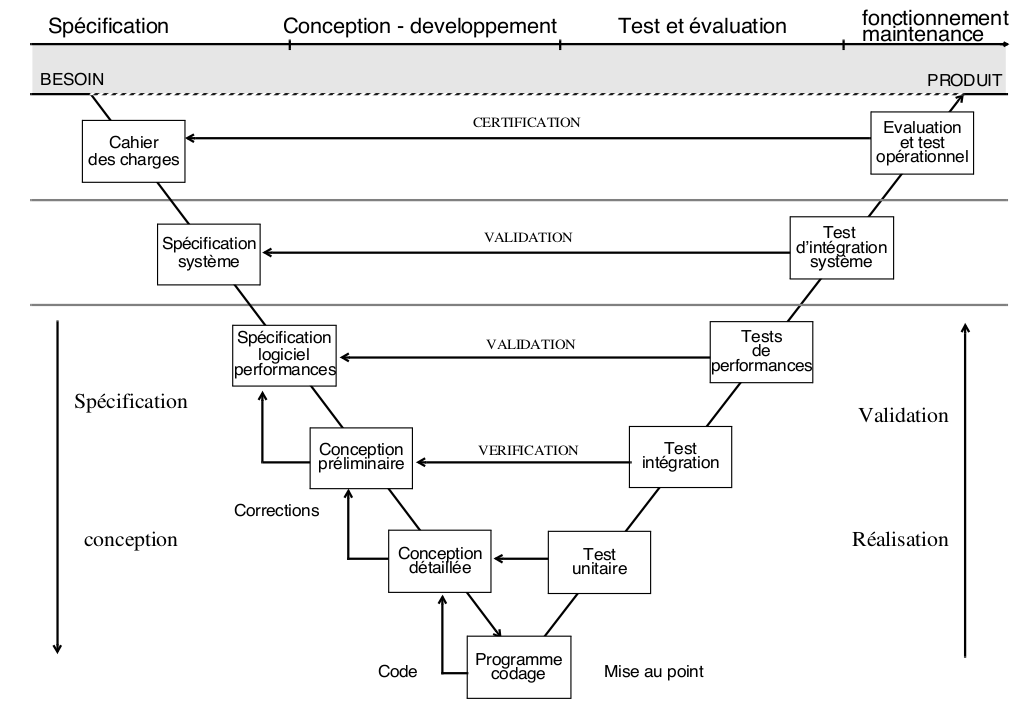 Spécification
Conception - developpement
Test et évaluation
fonctionnement
maintenance
BESOIN
PRODUIT
Cahier
des charges
CERTIFICATION
Evaluation
et test
opérationnel
Spécification
système
VALIDATION
Test
d'intégration
système
Spécification
logiciel
performances
VALIDATION
Tests
de
performances
Spécification
Validation
Conception
préliminaire
VERIFICATION
Test
intégration
Corrections
conception
Réalisation
Conception
détaillée
Test
unitaire
Code
Programme
codage
Mise au point